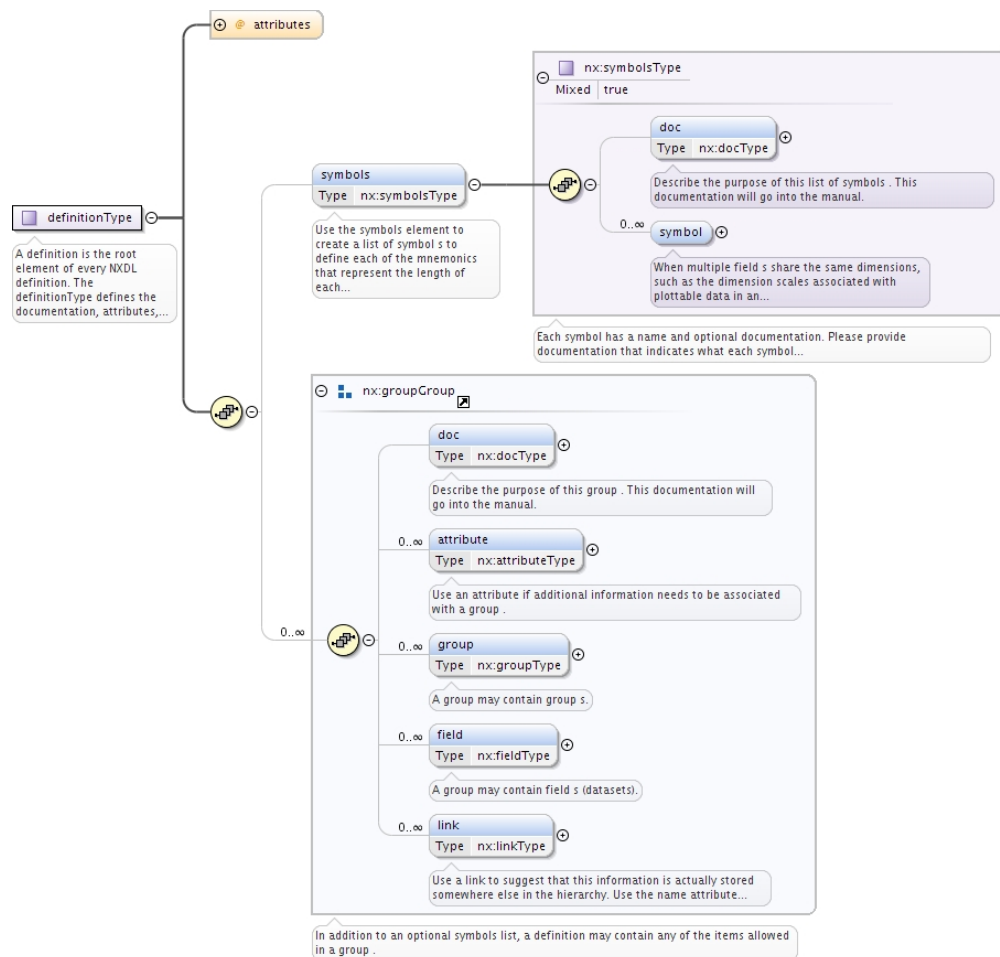 attributes
nx:symbolsType
Mixed true
doc
Type nx:docType
Describe the purpose of this list of symbols . This
documentation will go into the manual.
0..∞
symbol
When multiple field s share the same dimensions,
such as the dimension scales associated with
plottable data in an...
Each symbol has a name and optional documentation. Please provide
documentation that indicates what each symbol...
symbols
Type nx:symbolsType
Use the symbols element to
create a list of symbol s to
define each of the mnemonics
that represent the length of
each...
definitionType
A definition is the root
element of every NXDL
definition. The
definitionType defines the
documentation, attributes,...
nx:groupGroup
doc
Type nx:docType
Describe the purpose of this group . This documentation will
go into the manual.
0..∞
attribute
Type nx:attributeType
Use an attribute if additional information needs to be associated
with a group .
0..∞
0..∞
group
Type nx:groupType
A group may contain group s.
0..∞
field
Type nx:fieldType
A group may contain field s (datasets).
0..∞
link
Type nx:linkType
Use a link to suggest that this information is actually stored
somewhere else in the hierarchy. Use the name attribute...
In addition to an optional symbols list, a definition may contain any of the items allowed
in a group .